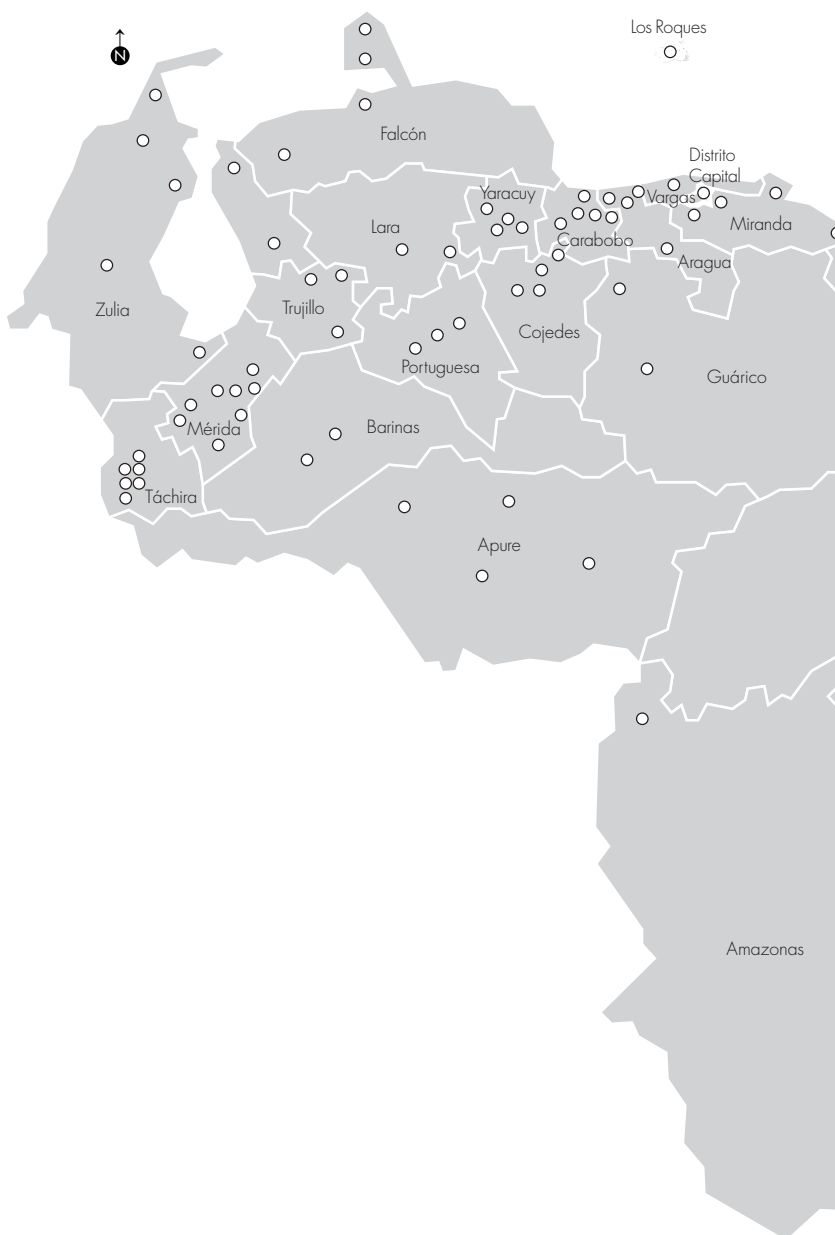 Los Roques
N
Falcón
Distrito
Capital
Yaracuy
Vargas
Miranda
Lara
Carabobo
Aragua
Zulia
Trujillo
Cojedes
Portuguesa
Guárico
Mérida
Barinas
Táchira
Apure
Amazonas